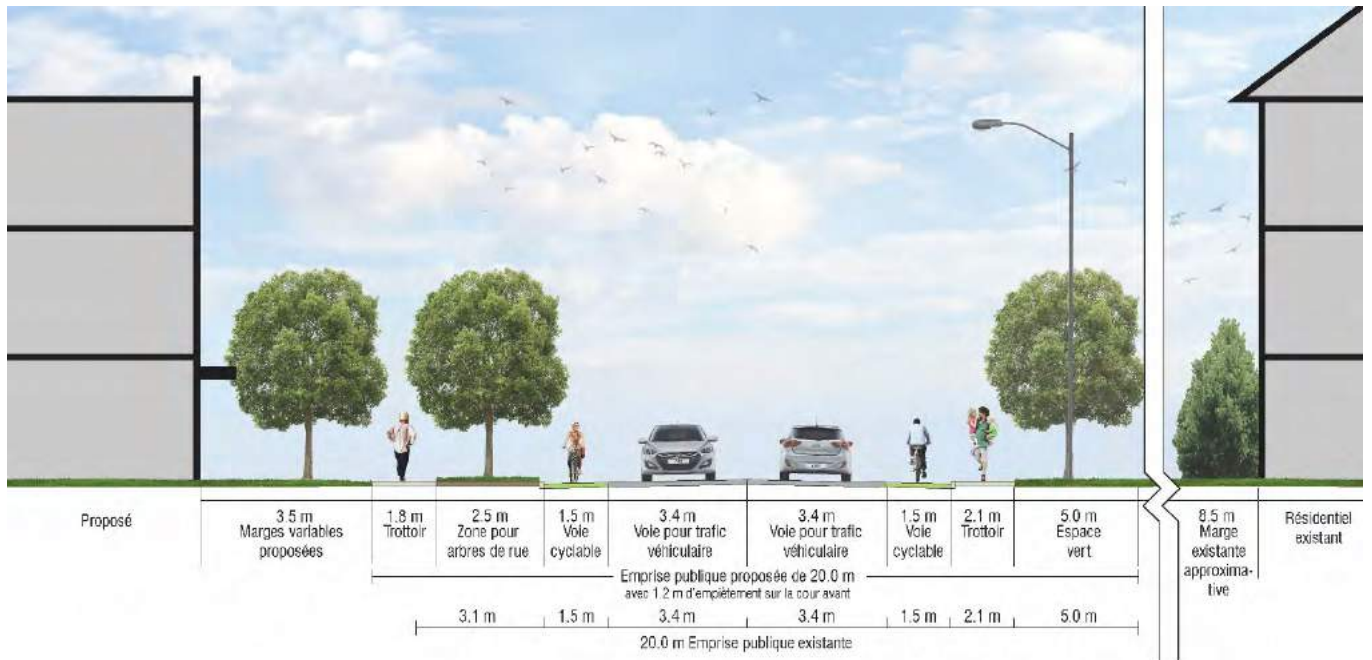 Proposé
3.5 m
Marges variables
proposées
1.8 m
Trottoir
2.5 m
Zone pour
arbres de rue
1.5 m
Voie
cyclable
3.4 m
Voie pour trafic
véhiculaire
3.4 m
Voie pour trafic
véhiculaire
1.5 m
Voie
cyclable
2.1 m
Trottoir
5.0 m
Espace
vert
8.5 m
Marge
existante
approxima-
tive
Résidentiel
existant
Emprise publique proposée de 20.0 m
avec 1.2 m d'empiètement sur la cour avant
3.1 m
1.5 m
3.4 m
3.4 m
1.5 m
2.1 m
5.0 m
20.0 m Emprise publique existante